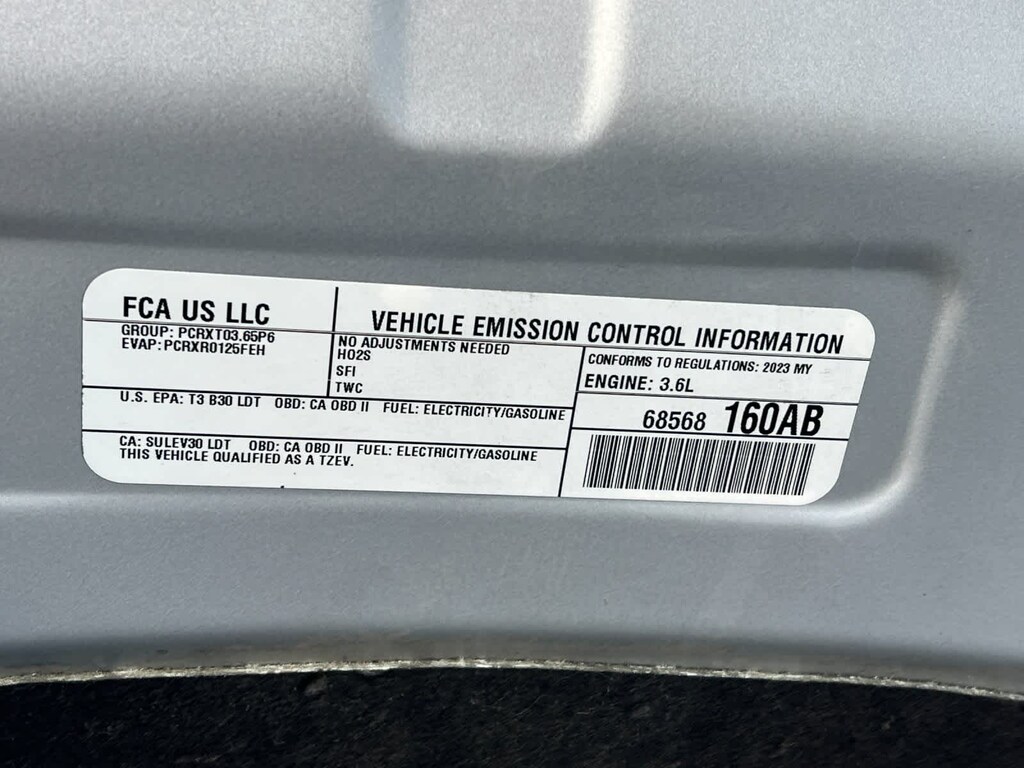 FCA US LLC
GROUP: PCRXT03.65P6
EVAP: PCRXR0125FEH
VEHICLE EMISSION CONTROL INFORMATION
NO ADJUSTMENTS NEEDED
HO2S
SFI
TWC
CONFORMS TO REGULATIONS: 2023 MY
ENGINE: 3.6L
U.S. EPA: T3 B30 LDT OBD: CA OBD II FUEL: ELECTRICITY/GASOLINE
68568 160AB
CA: SULEV30 LDT OBD: CA OBD II FUEL: ELECTRICITY/GASOLINE
THIS VEHICLE QUALIFIED AS A TZEV.